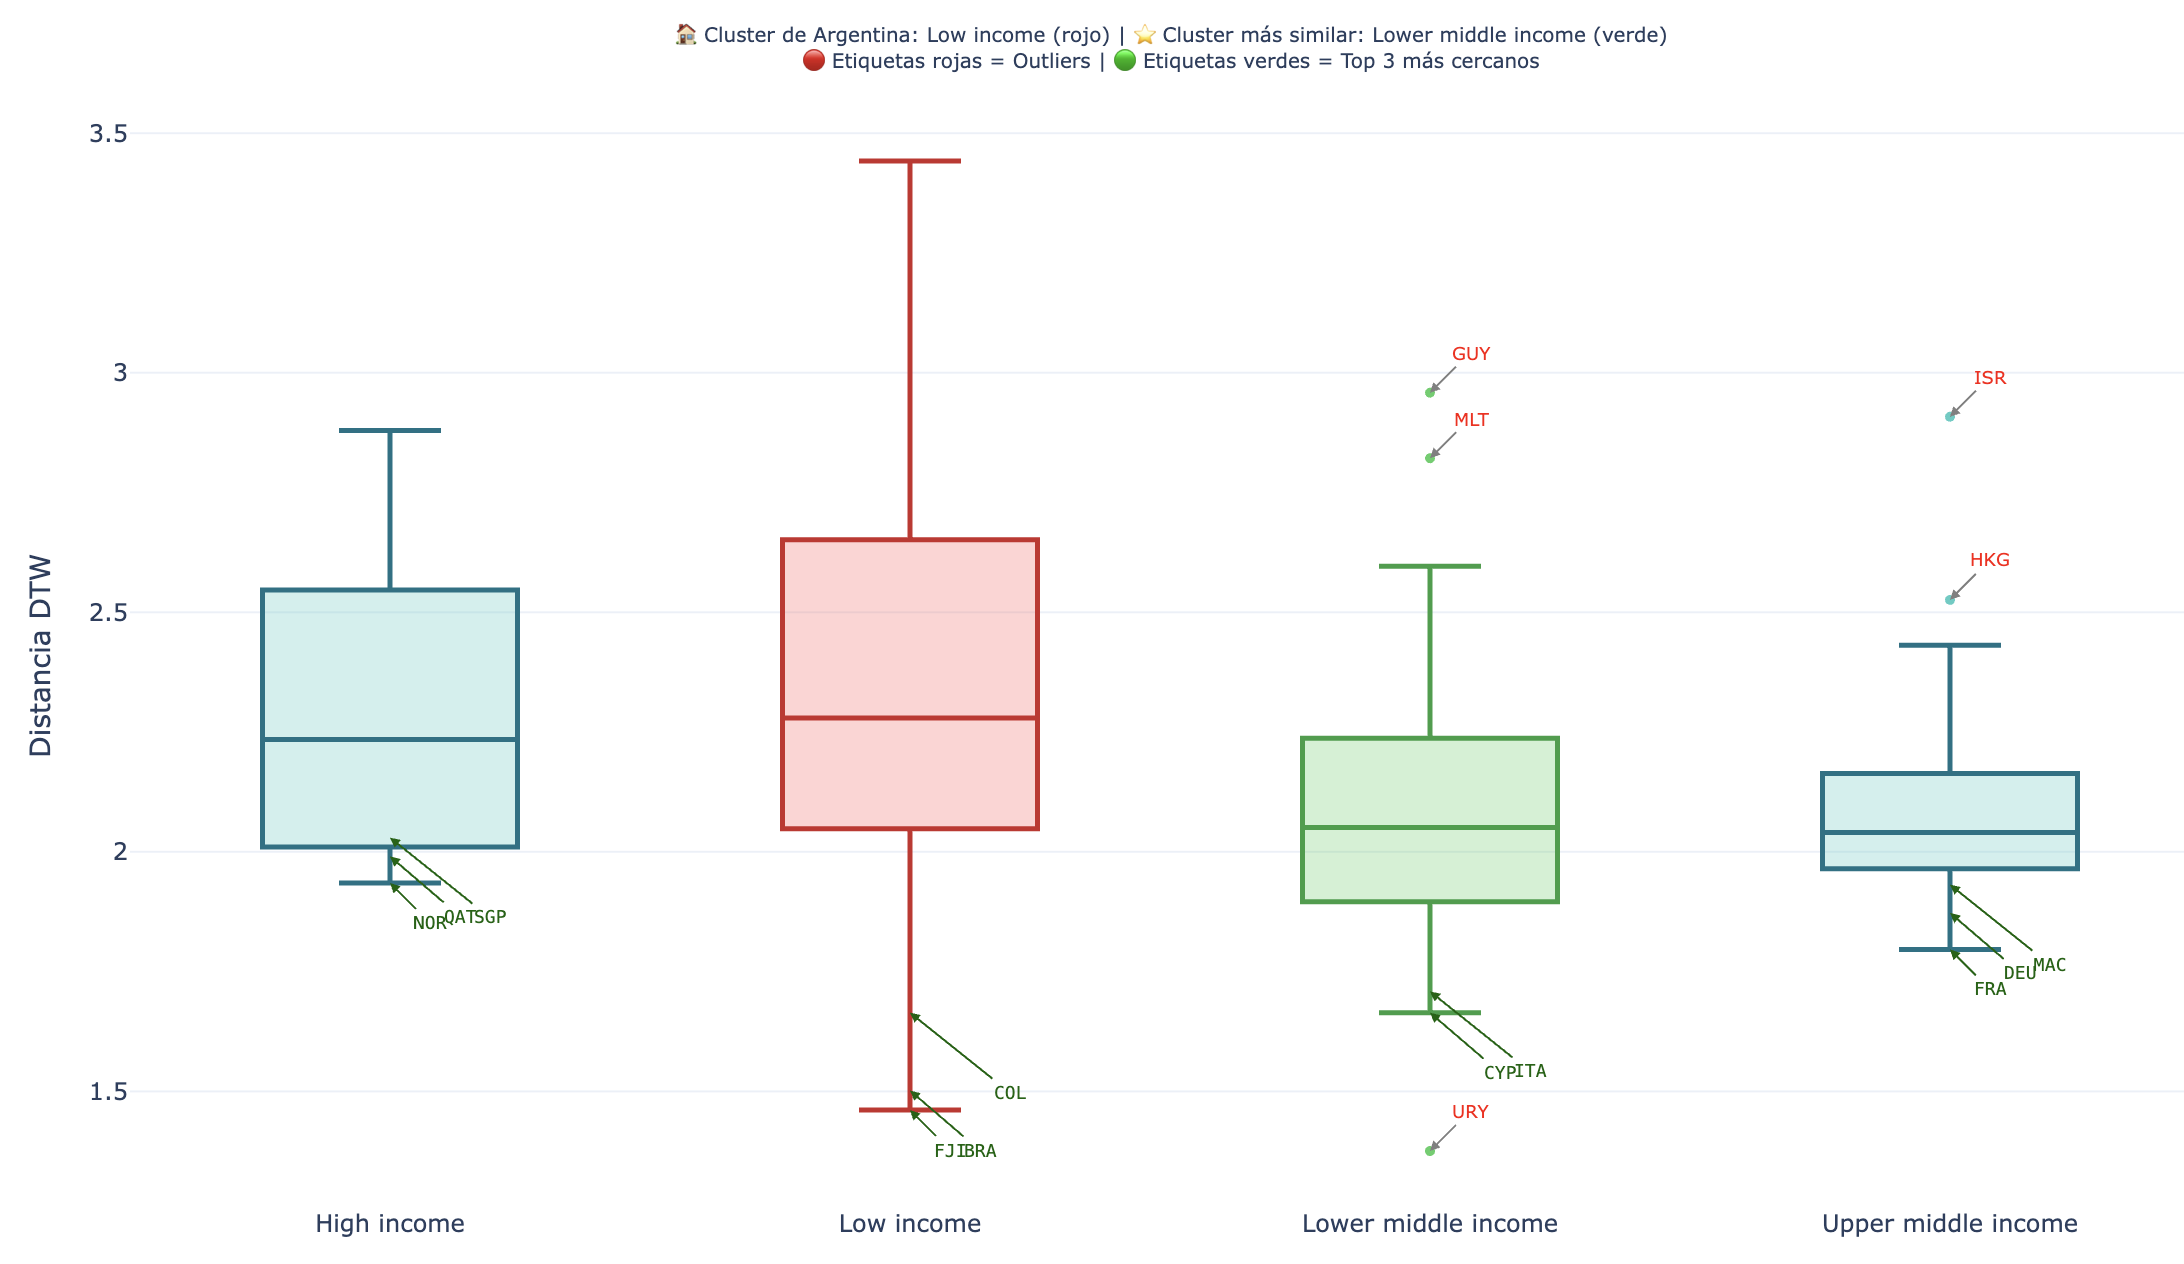 🏠 Cluster de Argentina: Low income (rojo) | ⭐ Cluster más similar: Lower middle income (verde)
🔴 Etiquetas rojas = Outliers | 🟢 Etiquetas verdes = Top 3 más cercanos
3.5
3
2.5
2
1.5
Distancia DTW
NOR
QAT
SGP
COL
FJI
BRA
GUY
MLT
CYP
ITA
URY
ISR
HKG
MAC
DEU
FRA
High income
Low income
Lower middle income
Upper middle income